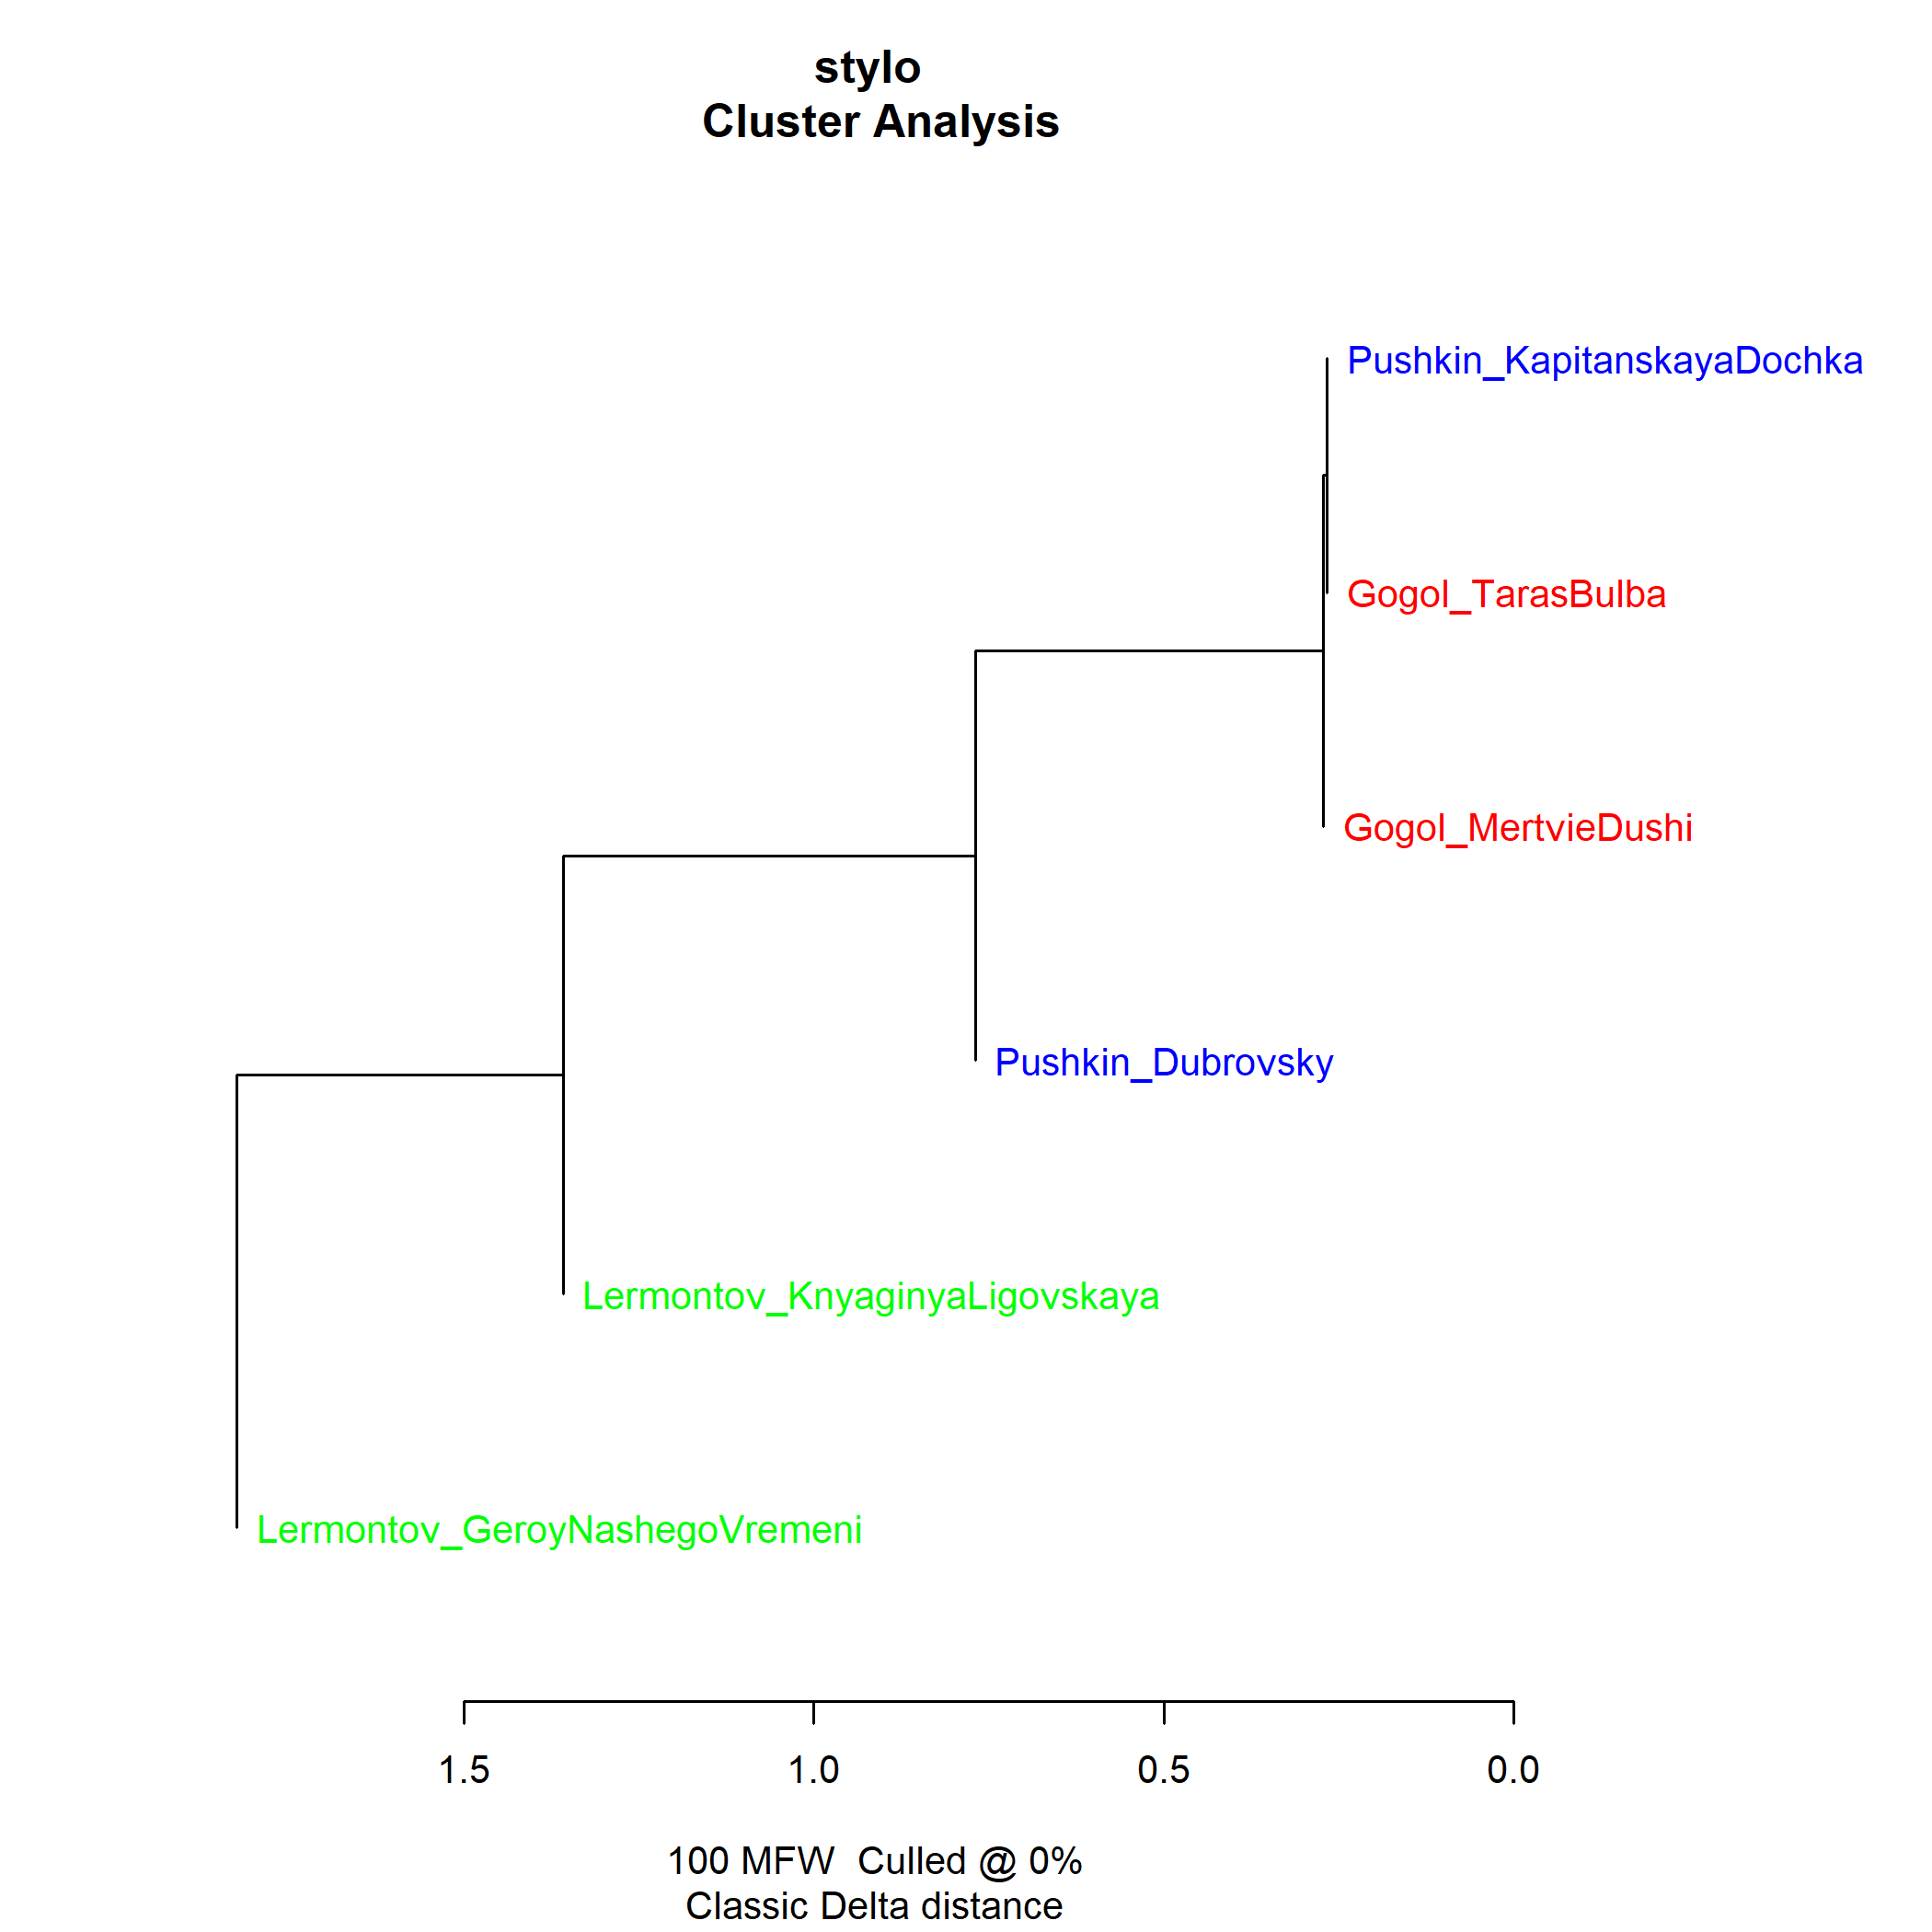 stylo
Cluster Analysis
Pushkin_KapitanskayaDochka
Gogol_TarasBulba
Gogol_MertvieDushi
Pushkin_Dubrovsky
Lermontov_KnyaginyaLigovskaya
Lermontov_GeroyNashegoVremeni
1.5 1.0 0.5 0.0
100 MFW  Culled @ 0%
Classic Delta distance